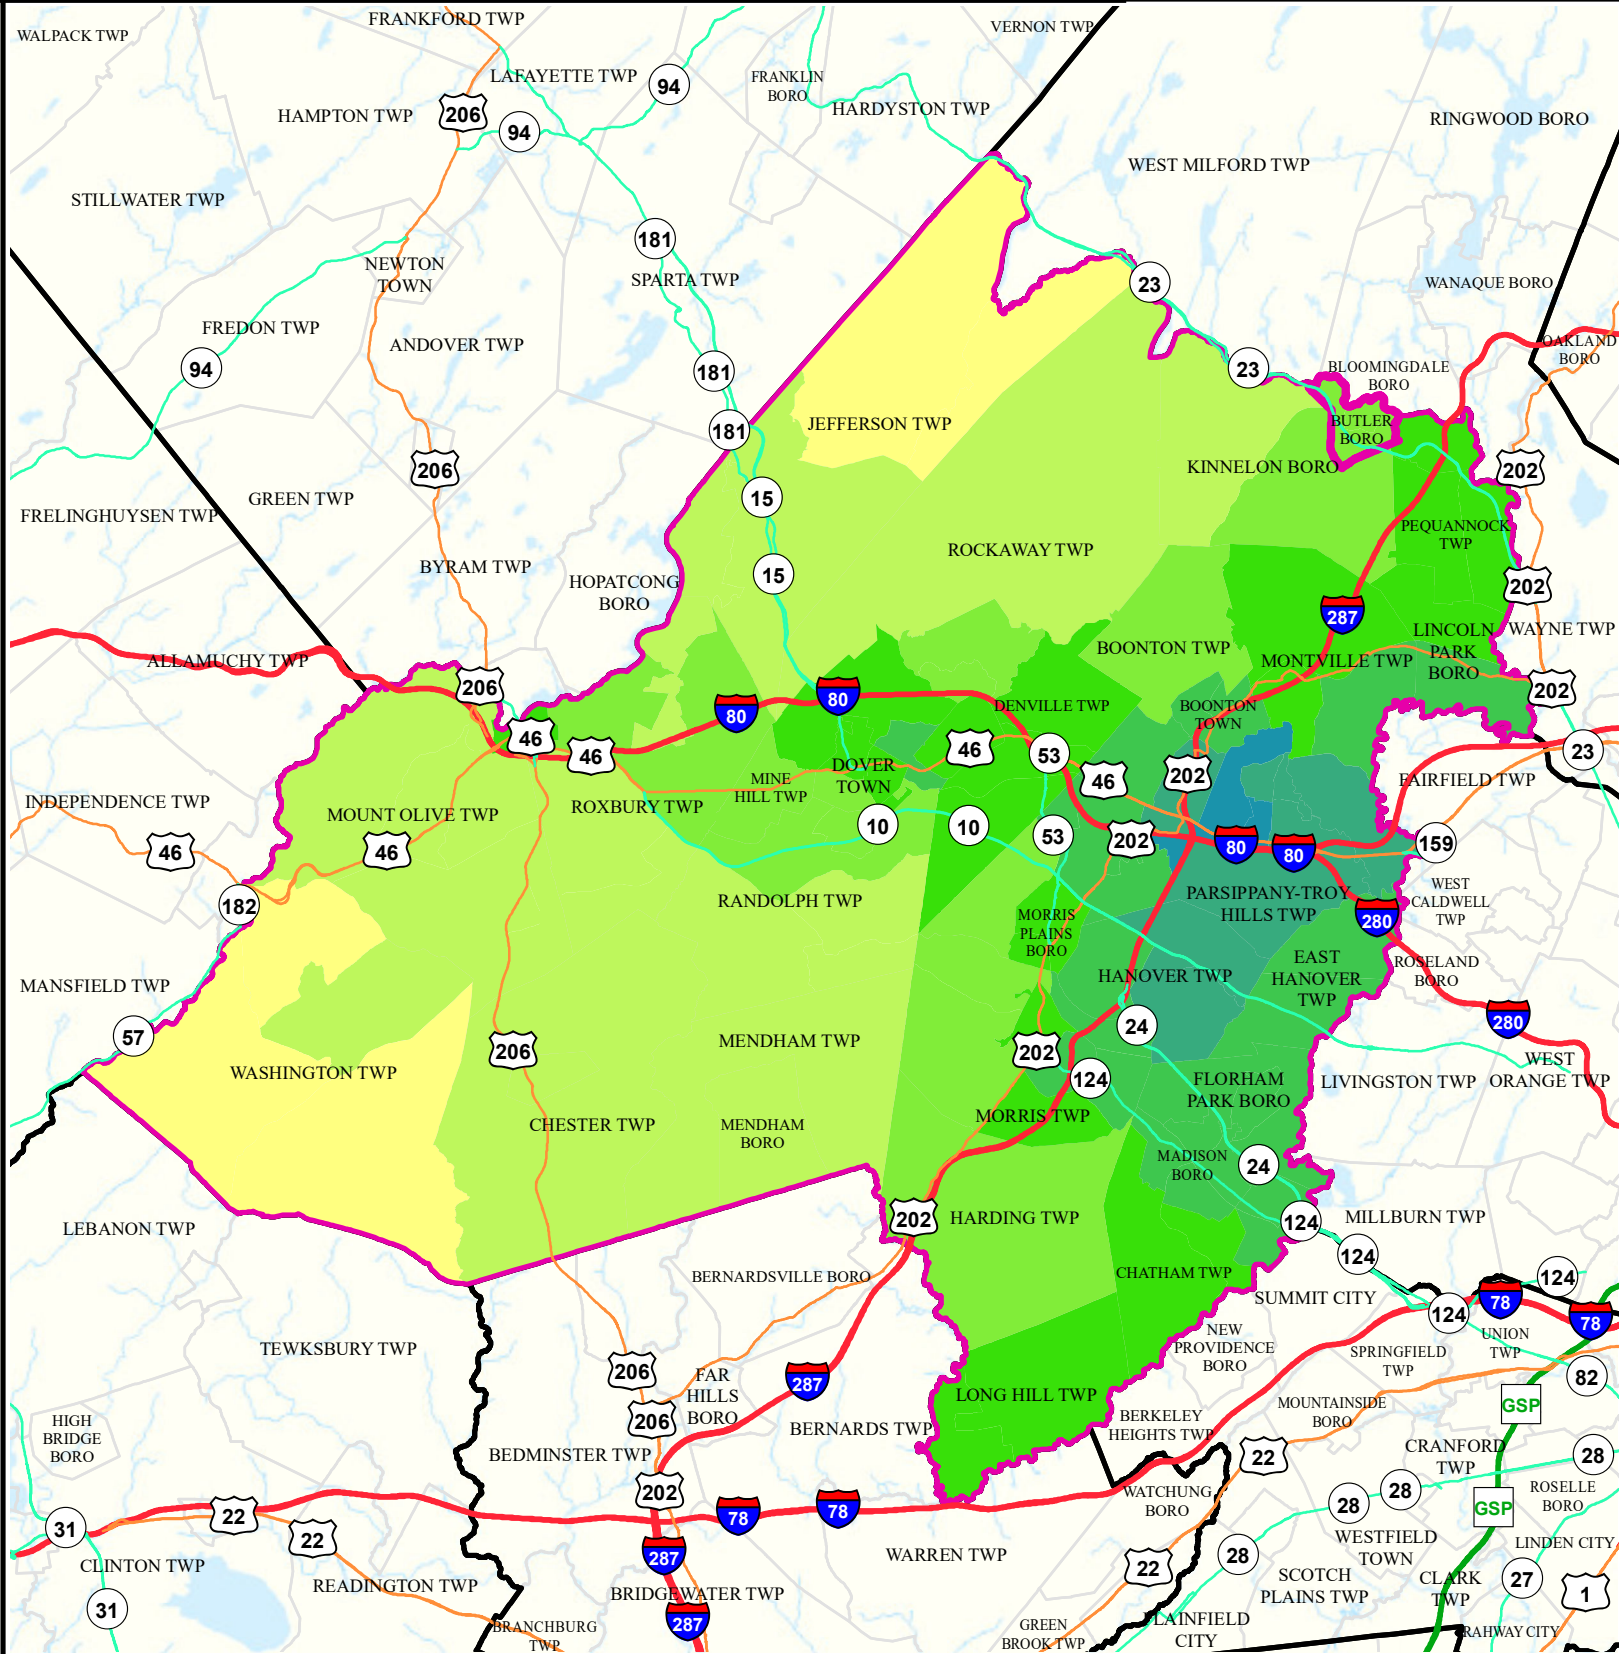 FRANKFORD TWP
WALPACK TWP
VERNON TWP
LAFAYETTE TWP
94
FRANKLIN
BORO
HARDYSTON TWP
HAMPTON TWP
206
94
RINGWOOD BORO
WEST MILFORD TWP
STILLWATER TWP
181
SPARTA TWP
NEWTON
TOWN
23
WANAQUE BORO
FREDON TWP
ANDOVER TWP
94
181
23
BLOOMINGDALE
BORO
OAKLAND
BORO
181
JEFFERSON TWP
BUTLER
BORO
206
KINNELON BORO
202
GREEN TWP
15
FRELINGHUYSEN TWP
PEQUANNOCK
TWP
ROCKAWAY TWP
BYRAM TWP
15
HOPATCONG
BORO
202
287
LINCOLN
PARK
BORO
WAYNE TWP
ALLAMUCHY TWP
BOONTON TWP
MONTVILLE TWP
206
80
80
202
DENVILLE TWP
BOONTON
TOWN
46
46
46
53
23
MINE
HILL TWP
DOVER
TOWN
46
202
FAIRFIELD TWP
INDEPENDENCE TWP
MOUNT OLIVE TWP
ROXBURY TWP
46
46
10
10
53
202
80
80
159
182
RANDOLPH TWP
PARSIPPANY-TROY
HILLS TWP
WEST
CALDWELL
TWP
280
MORRIS
PLAINS
BORO
MANSFIELD TWP
HANOVER TWP
EAST
HANOVER
TWP
ROSELAND
BORO
57
206
MENDHAM TWP
202
24
280
WASHINGTON TWP
124
FLORHAM
PARK BORO
LIVINGSTON TWP
WEST
ORANGE TWP
CHESTER TWP
MENDHAM
BORO
MORRIS TWP
MADISON
BORO
24
LEBANON TWP
202
HARDING TWP
124
MILLBURN TWP
124
BERNARDSVILLE BORO
CHATHAM TWP
SUMMIT CITY
124
78
124
78
TEWKSBURY TWP
NEW
PROVIDENCE
BORO
UNION
TWP
SPRINGFIELD
TWP
206
FAR
HILLS
BORO
287
82
HIGH
BRIDGE
BORO
206
LONG HILL TWP
MOUNTAINSIDE
BORO
GSP
BERNARDS TWP
BERKELEY
HEIGHTS TWP
BEDMINSTER TWP
22
CRANFORD
TWP
28
202
WATCHUNG
BORO
28
28
ROSELLE
BORO
GSP
31
22
78
78
22
WARREN TWP
287
28
WESTFIELD
TOWN
LINDEN CITY
CLINTON TWP
22
SCOTCH
PLAINS TWP
CLARK
TWP
27
1
READINGTON TWP
BRIDGEWATER TWP
31
287
BRANCHBURG
TWP
GREEN
BROOK TWP
PLAINFIELD
CITY
RAHWAY CITY